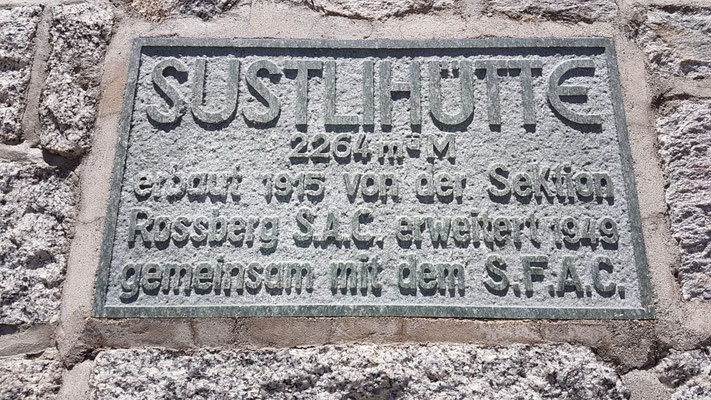 SUSTLIHÜTTE
2264 m ü M
erbaut 1915 von der Sektion
Rossberg S.A.C. erweitert 1949
gemeinsam mit dem S.F.A.C.